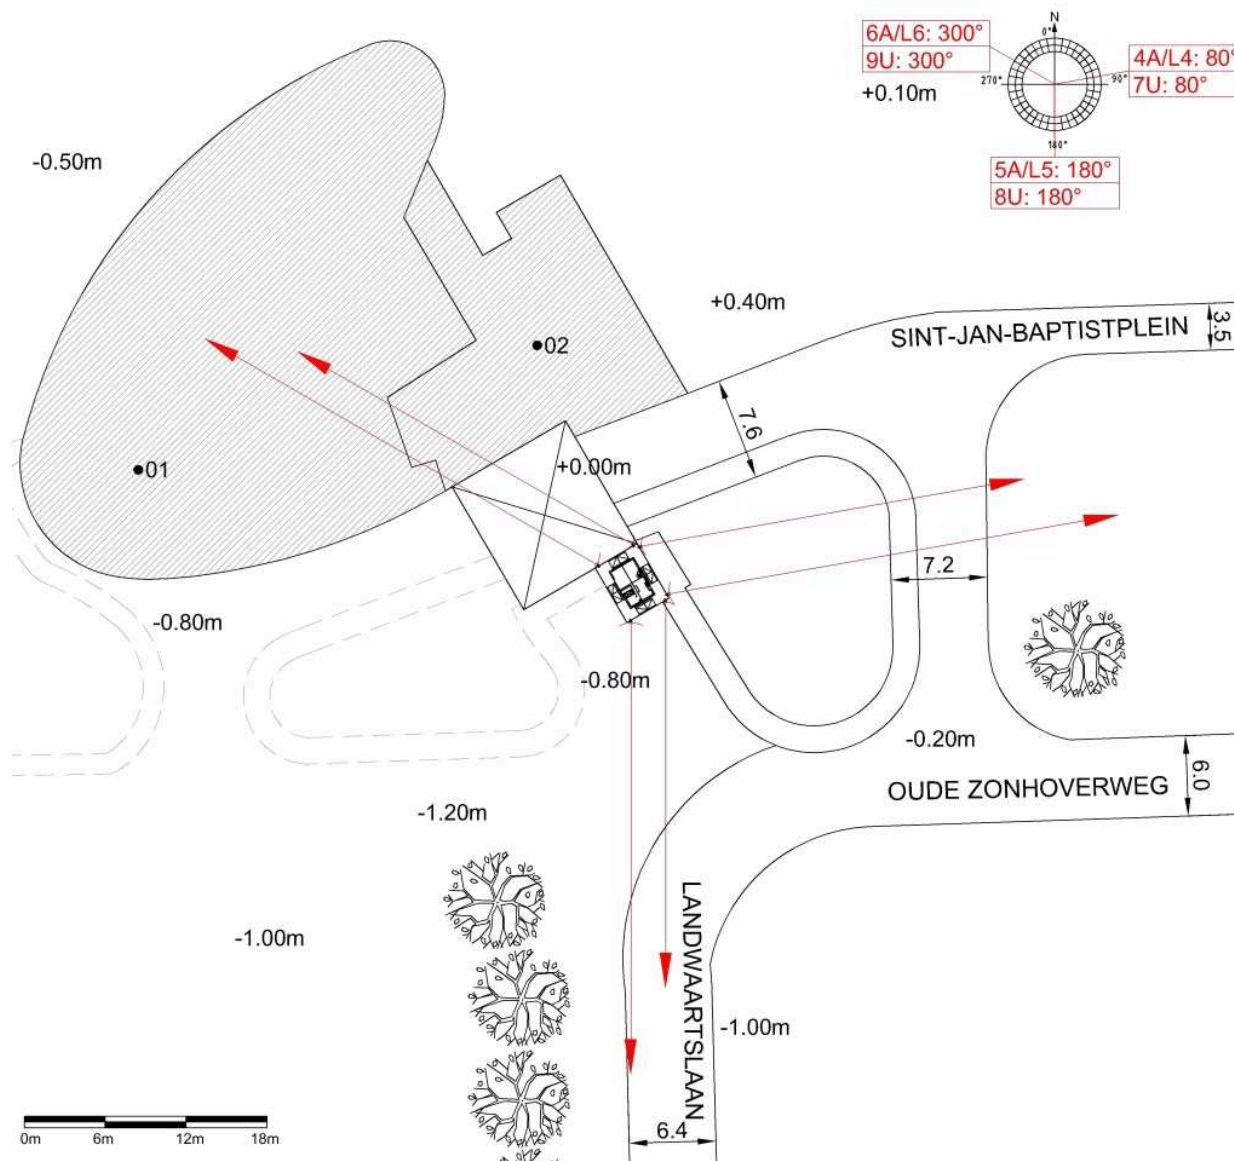 6A/L6: 300°
9U: 300°
+0.10m
N
0°
270°
90°
180°
4A/L4: 80°
7U: 80°
5A/L5: 180°
8U: 180°
-0.50m
+0.40m
SINT-JAN-BAPTISTPLEIN
3.5
02
7.6
01
+0.00m
7.2
-0.80m
-0.80m
-0.20m
OUDE ZONHOVERWEG
6.0
-1.20m
LANDWAARTSLAAN
-1.00m
-1.00m
6.4
0m 6m 12m 18m